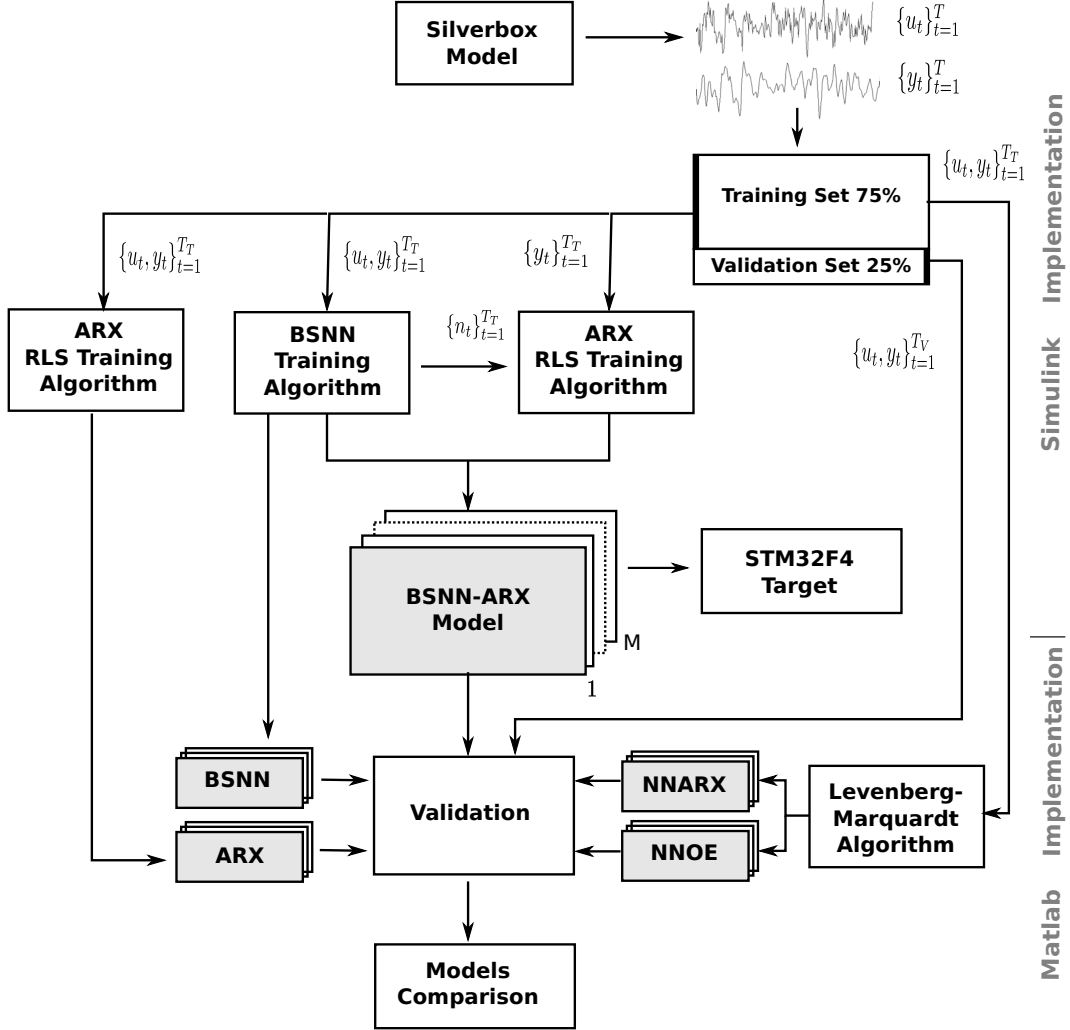 Silverbox
Model
{u_t}_{t=1}^{T}
{y_t}_{t=1}^{T}
Training Set 75%
Validation Set 25%
{u_t, y_t}_{t=1}^{T_T}
{u_t, y_t}_{t=1}^{T_T}
{u_t, y_t}_{t=1}^{T_T}
{y_t}_{t=1}^{T_T}
{u_t, y_t}_{t=1}^{T_V}
ARX
RLS Training
Algorithm
BSNN
Training
Algorithm
{n_t}_{t=1}^{T_T}
ARX
RLS Training
Algorithm
BSNN-ARX
Model
M
1
STM32F4
Target
BSNN
ARX
Validation
NNARX
NNOE
Levenberg-
Marquardt
Algorithm
Models
Comparison
Simulink Implementation
Matlab Implementation